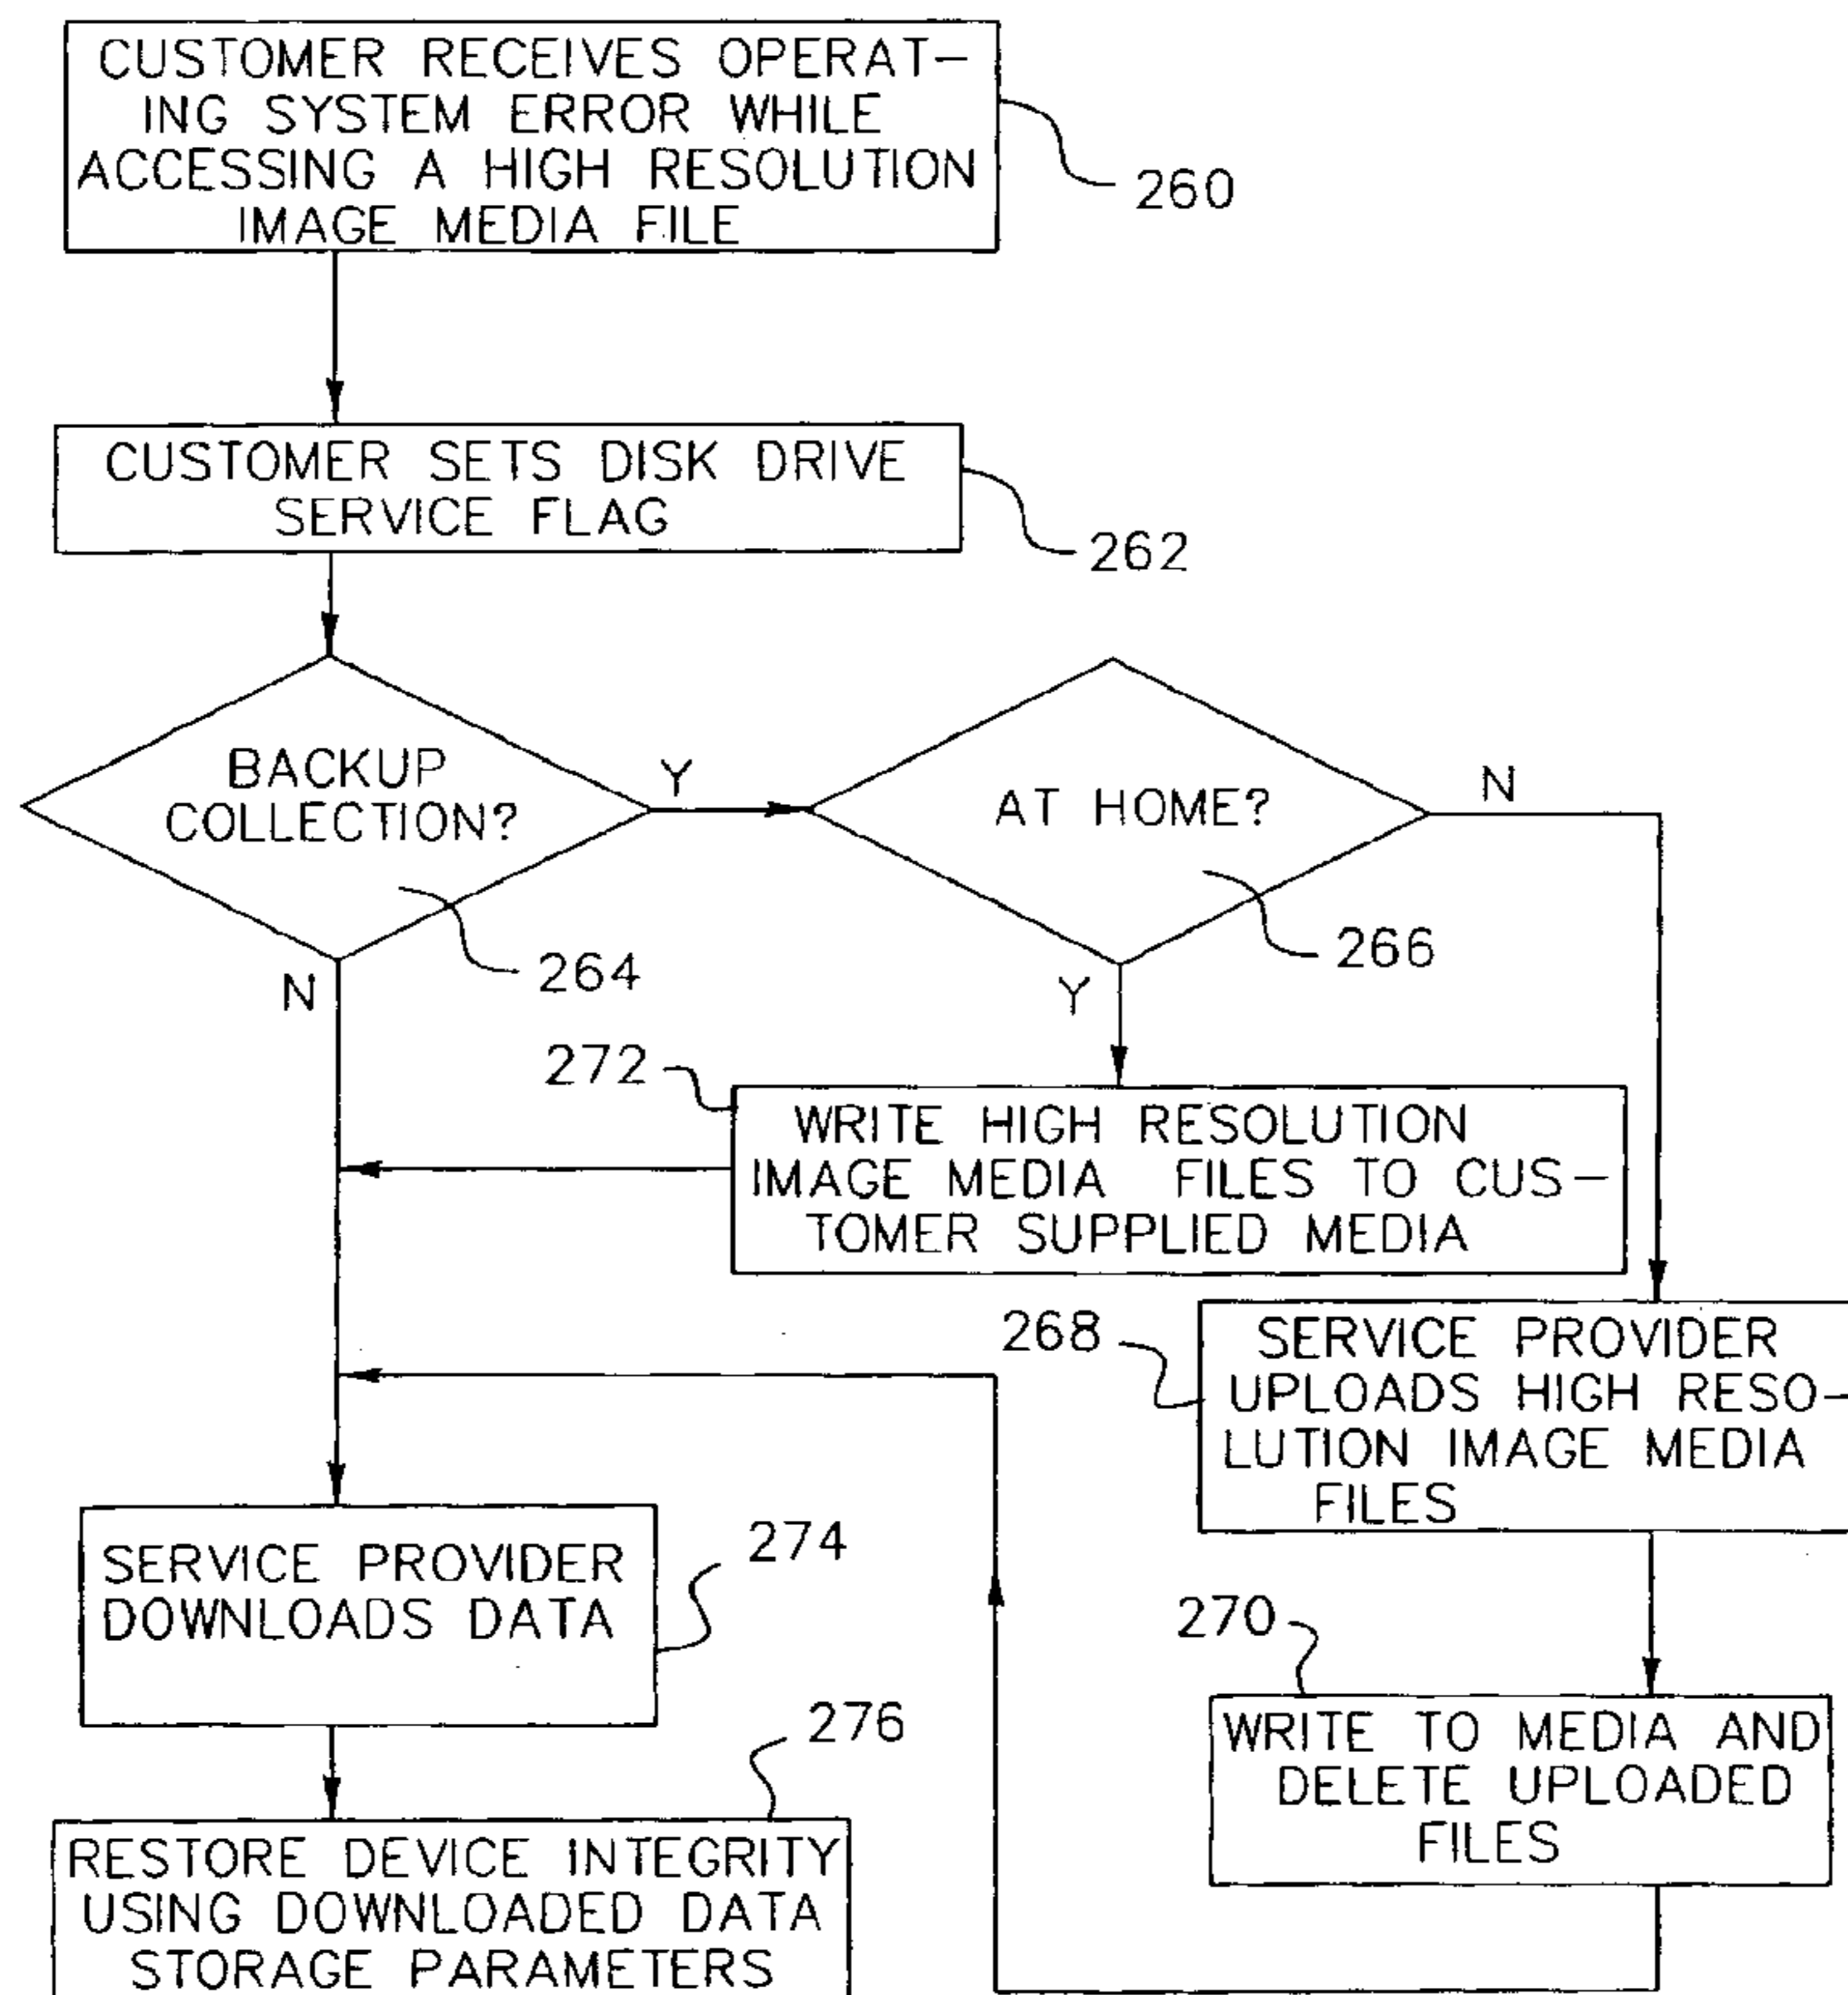 CUSTOMER RECEIVES OPERAT-
ING SYSTEM ERROR WHILE
ACCESSING A HIGH RESOLUTION
IMAGE MEDIA FILE
260
CUSTOMER SETS DISK DRIVE
SERVICE FLAG
262
BACKUP
COLLECTION?
Y
264
N
AT HOME?
N
266
Y
272
WRITE HIGH RESOLUTION
IMAGE MEDIA FILES TO CUS-
TOMER SUPPLIED MEDIA
268
SERVICE PROVIDER
UPLOADS HIGH RESO-
LUTION IMAGE MEDIA
FILES
274
SERVICE PROVIDER
DOWNLOADS DATA
270
WRITE TO MEDIA AND
DELETE UPLOADED
FILES
276
RESTORE DEVICE INTEGRITY
USING DOWNLOADED DATA
STORAGE PARAMETERS